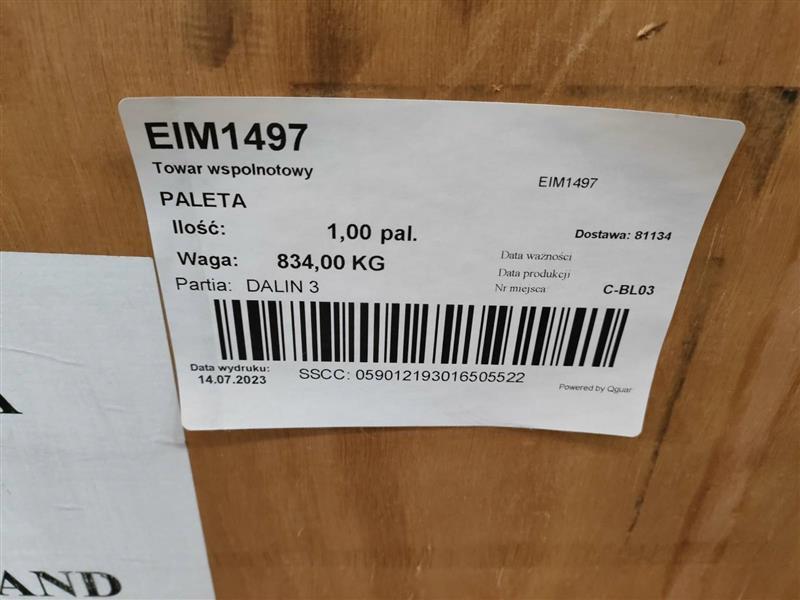 EIM1497
Towar wspolnotowy
EIM1497
PALETA
Ilość: 1,00 pal.
Dostawa: 81134
Waga: 834,00 KG
Data ważności
Data produkcji
Partia: DALIN 3
Nr miejsca: C-BL03
Data wydruku:
14.07.2023
SSCC: 059012193016505522
Powered by Qguar
AND